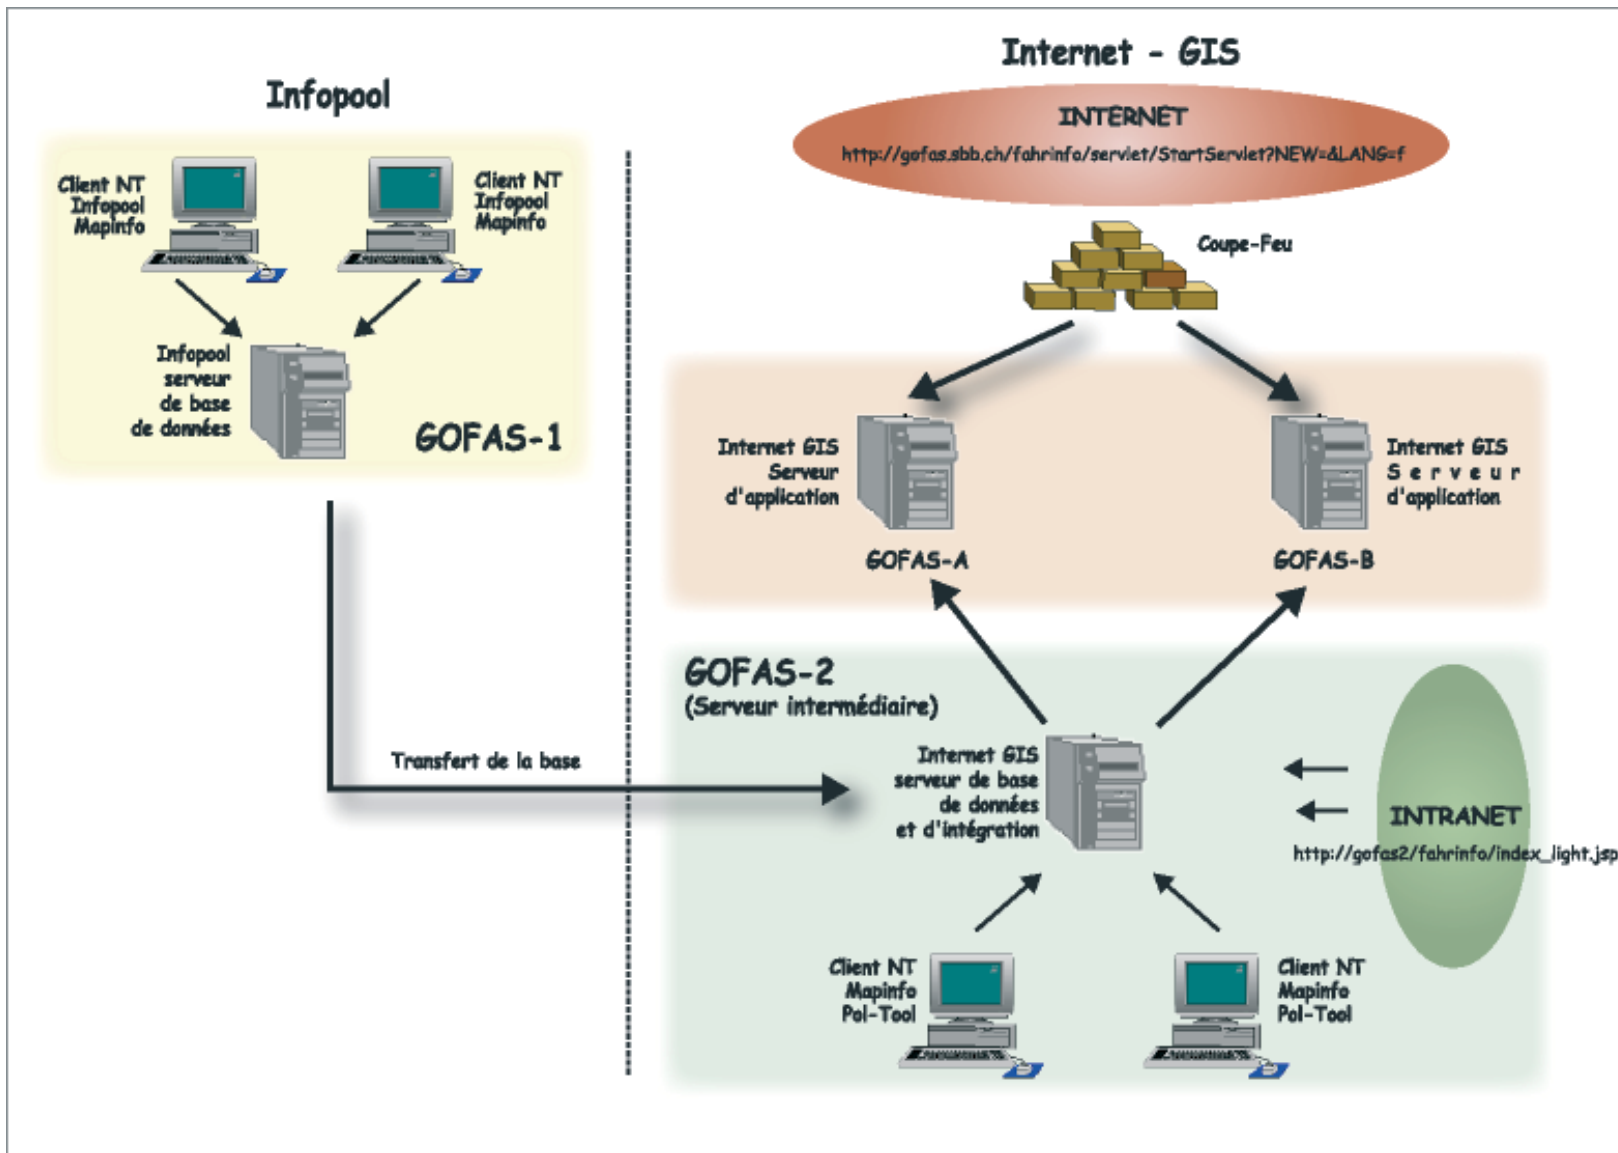 Infopool
Client NT
Infopool
Mapinfo
Client NT
Infopool
Mapinfo
Infopool
serveur
de base
de données
GOFAS-1
Transfert de la base
Internet - GIS
INTERNET
http://gofas.sbb.ch/fahrinfo/servlet/StartServlet?NEW=&LANG=f
Coupe-Feu
Internet GIS
Serveur
d'application
GOFAS-A
Internet GIS
S e r v e u r
d'application
GOFAS-B
GOFAS-2
(Serveur intermédiaire)
Internet GIS
serveur de base
de données
et d'intégration
INTRANET
http://gofas2/fahrinfo/index_light.jsp
Client NT
Mapinfo
Pol-Tool
Client NT
Mapinfo
Pol-Tool